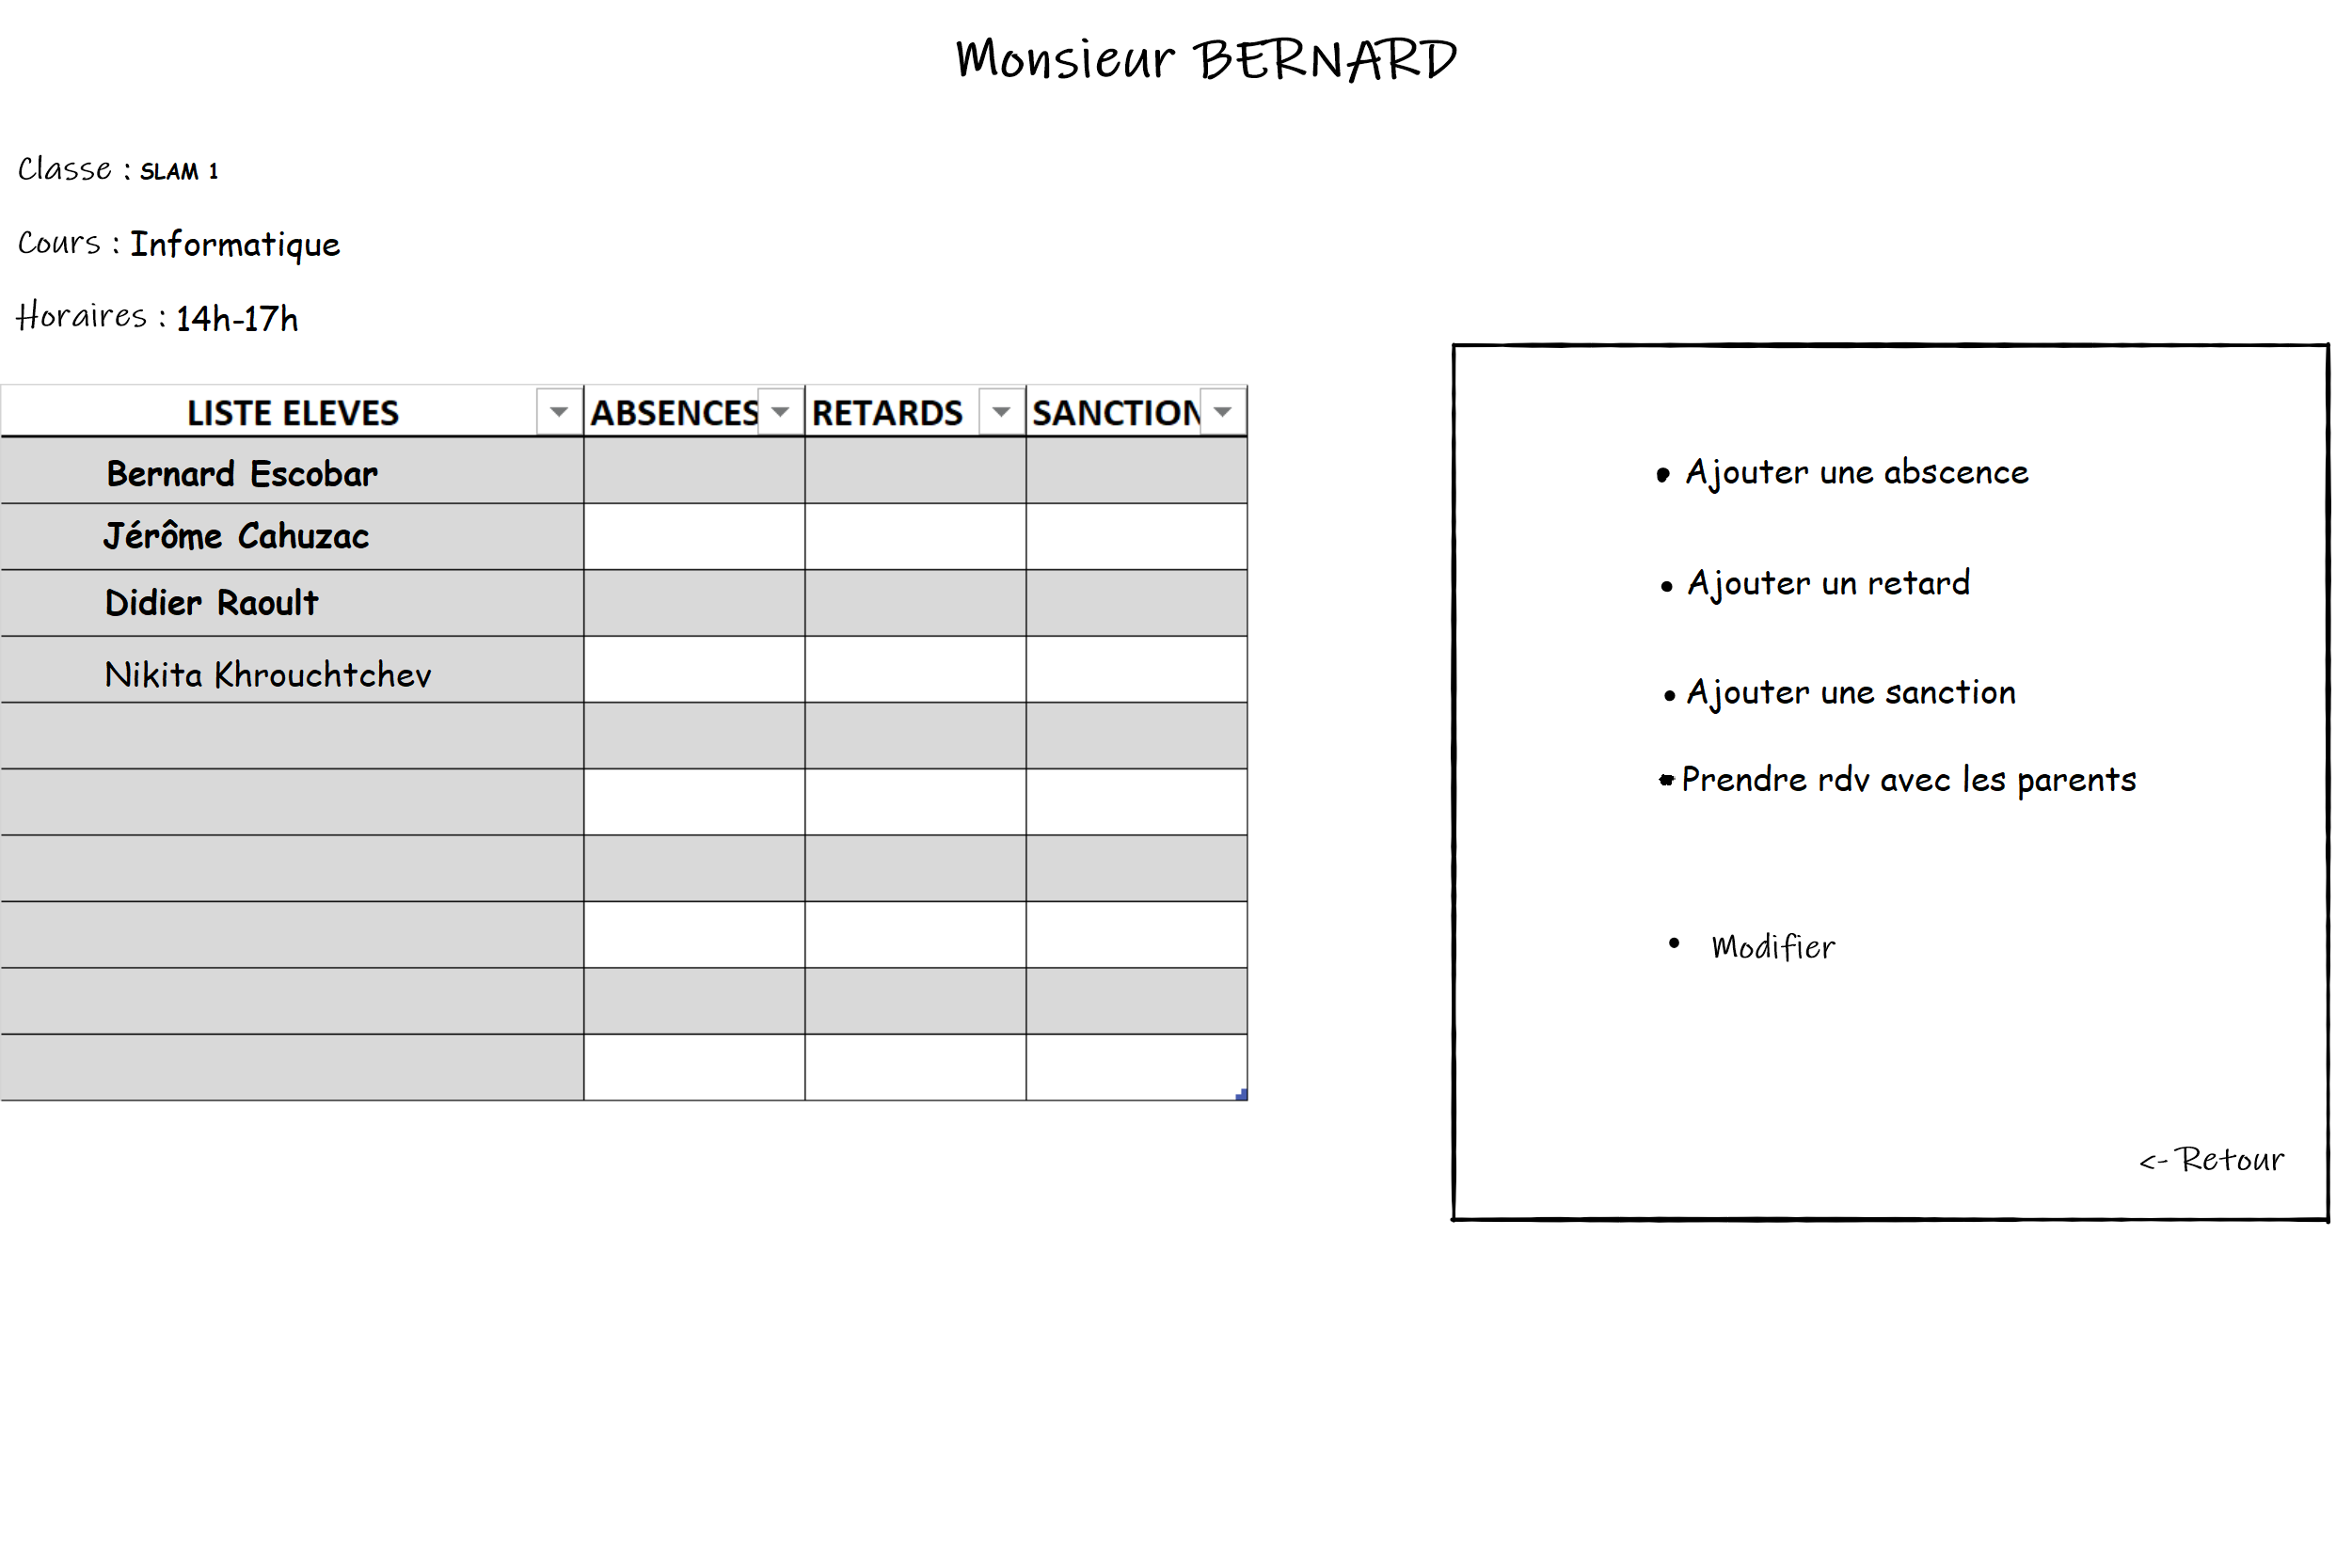 Monsieur BERNARD
Classe : SLAM 1
Cours : Informatique
Horaires : 14h-17h
LISTE ELEVES ABSENCES RETARDS SANCTION
Bernard Escobar
Jérôme Cahuzac
Didier Raoult
Nikita Khrouchtchev
• Ajouter une abscence
• Ajouter un retard
• Ajouter une sanction
• Prendre rdv avec les parents
• Modifier
<- Retour